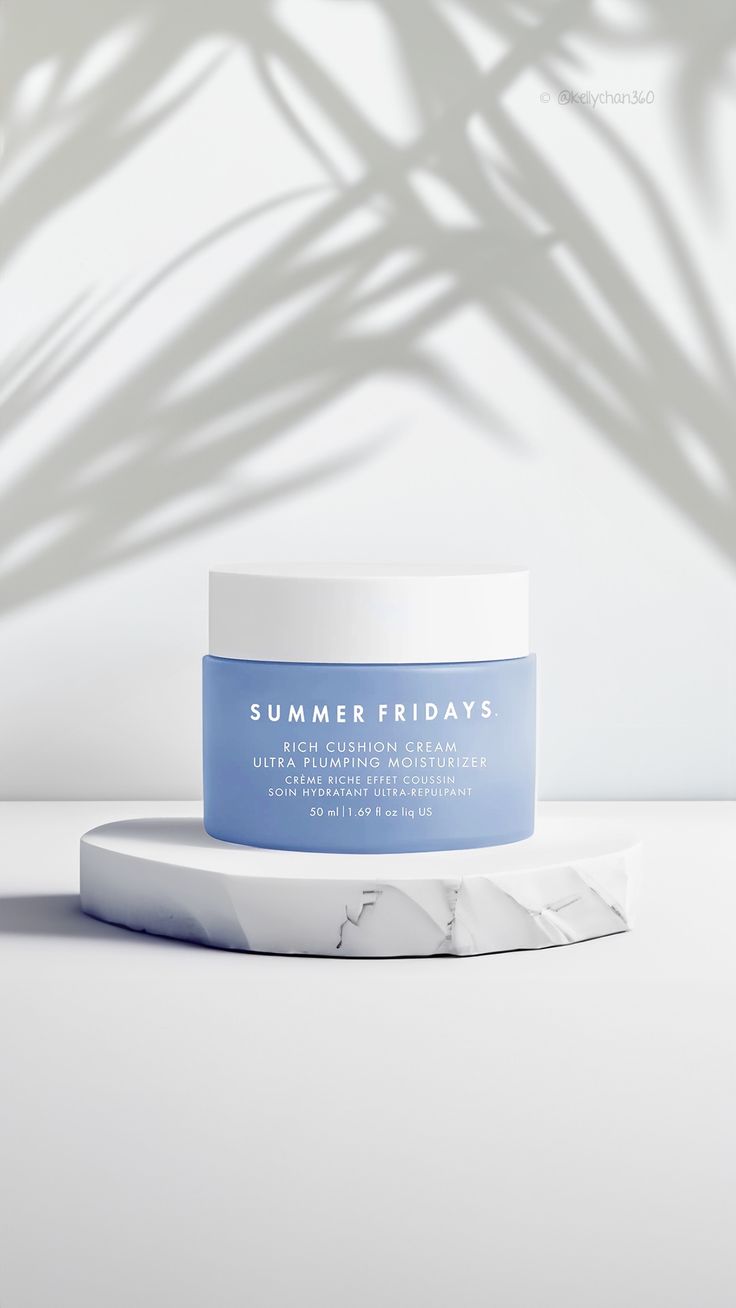 © @kellychan360
SUMMER FRIDAYS.
RICH CUSHION CREAM
ULTRA PLUMPING MOISTURIZER
CRÈME RICHE EFFET COUSSIN
SOIN HYDRATANT ULTRA-REPULPANT
50 ml | 1.69 fl oz liq US